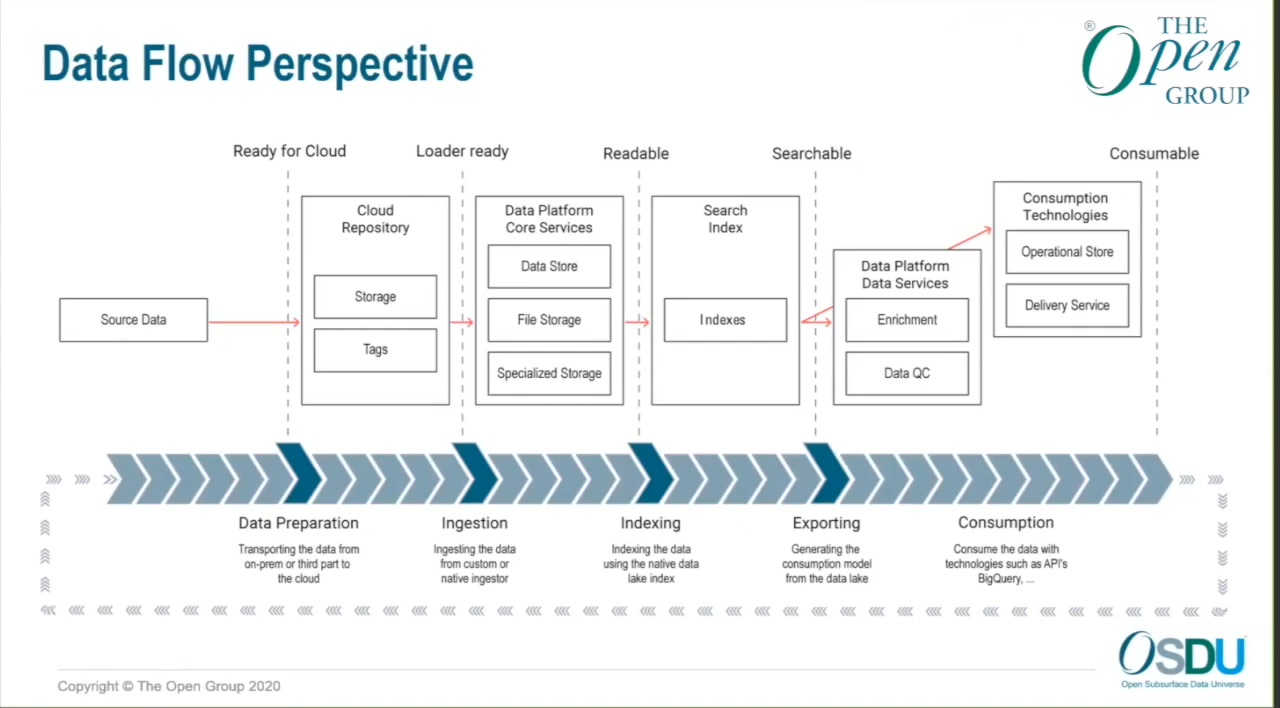 Data Flow Perspective
®
THE
Open
GROUP
Ready for Cloud
Loader ready
Readable
Searchable
Consumable
Source Data
Cloud
Repository
Storage
Tags
Data Platform
Core Services
Data Store
File Storage
Specialized Storage
Search
Index
Indexes
Data Platform
Data Services
Enrichment
Data QC
Consumption
Technologies
Operational Store
Delivery Service
Data Preparation
Transporting the data from
on-prem or third part to
the cloud
Ingestion
Ingesting the data
from custom or
native ingestor
Indexing
Indexing the data
using the native data
lake index
Exporting
Generating the
consumption model
from the data lake
Consumption
Consume the data with
technologies such as API's
BigQuery, ...
Copyright © The Open Group 2020
OSDU
Open Subsurface Data Universe